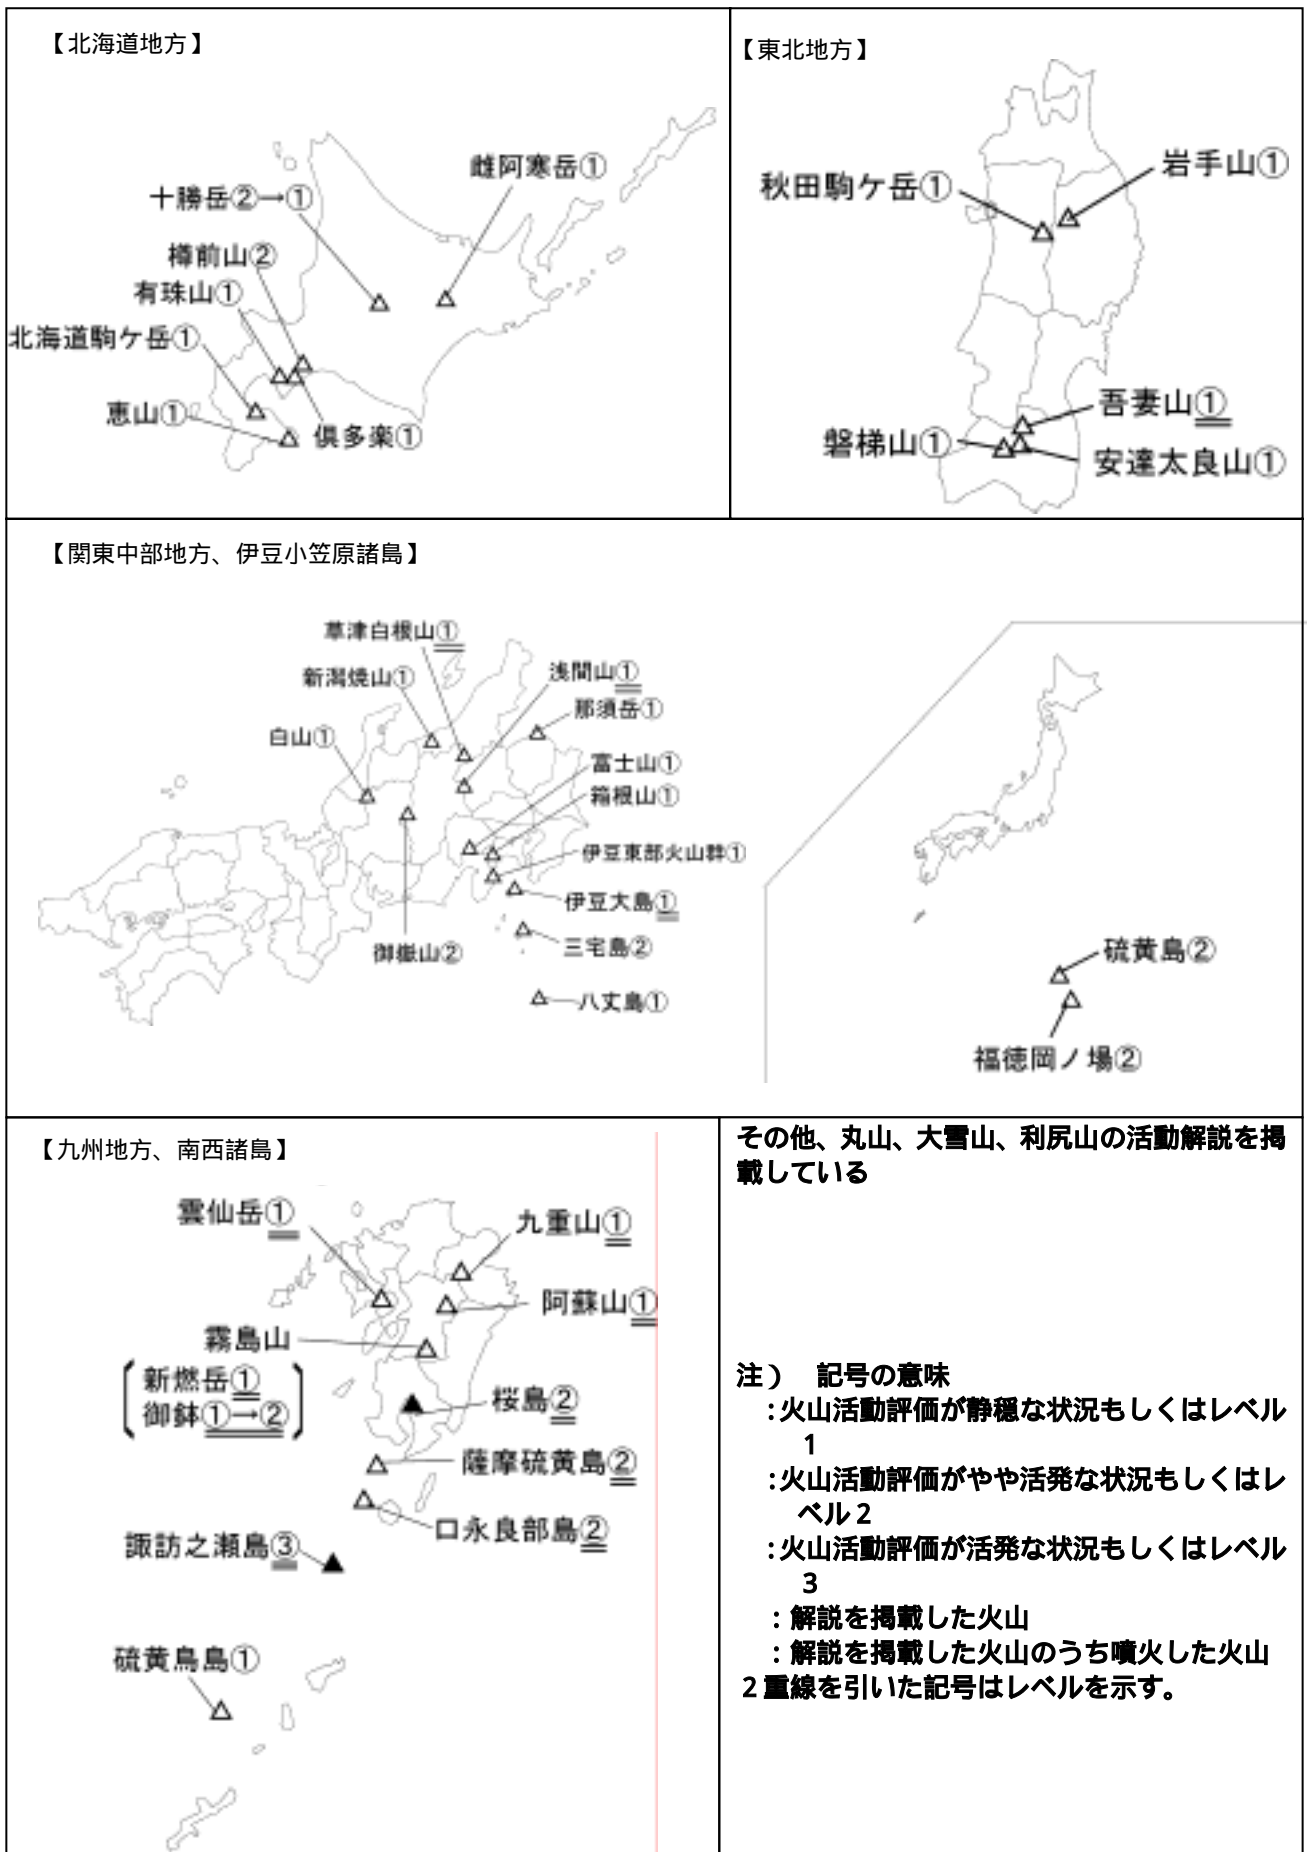 【北海道地方】
雌阿寒岳①
十勝岳②→①
樽前山②
有珠山①
北海道駒ケ岳①
恵山①
倶多楽①
【東北地方】
岩手山①
秋田駒ケ岳①
吾妻山①
磐梯山①
安達太良山①
【関東中部地方、伊豆小笠原諸島】
草津白根山①
新潟焼山①
浅間山①
那須岳①
白山①
富士山①
箱根山①
伊豆東部火山群①
伊豆大島①
御嶽山②
三宅島②
八丈島①
硫黄島②
福徳岡ノ場②
【九州地方、南西諸島】
雲仙岳①
九重山①
阿蘇山①
霧島山
新燃岳①
御鉢①→②
桜島②
薩摩硫黄島②
口永良部島②
諏訪之瀬島③
硫黄鳥島①
その他、丸山、大雪山、利尻山の活動解説を掲
載している
注） 記号の意味
：火山活動評価が静穏な状況もしくはレベル
1
：火山活動評価がやや活発な状況もしくはレ
ベル２
：火山活動評価が活発な状況もしくはレベル
3
：解説を掲載した火山
：解説を掲載した火山のうち噴火した火山
２重線を引いた記号はレベルを示す。